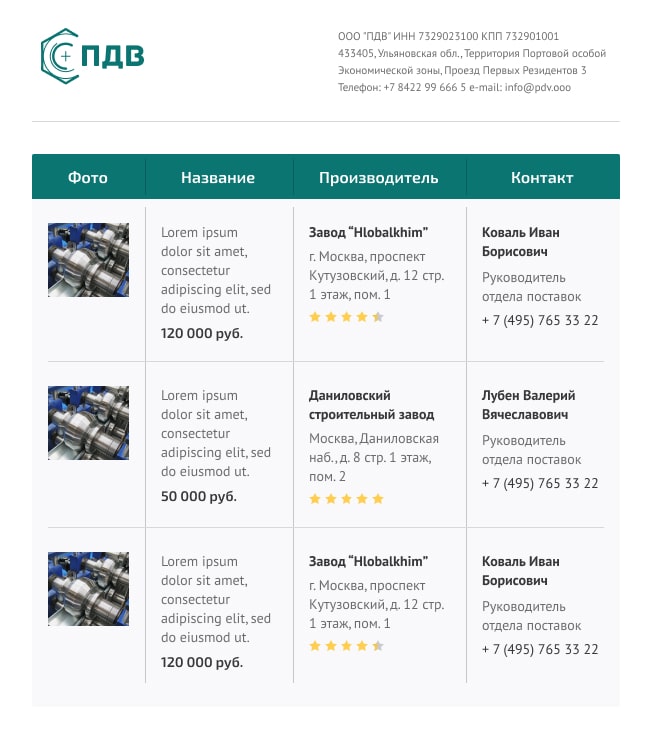 ПДВ
ООО "ПДВ" ИНН 7329023100 КПП 732901001
433405, Ульяновская обл., Территория Портовой особой
Экономической зоны, Проезд Первых Резидентов 3
Телефон: +7 8422 99 666 5 e-mail: info@pdv.ooo
Фото
Название
Производитель
Контакт
Lorem ipsum
dolor sit amet,
consectetur
adipiscing elit, sed
do eiusmod ut.
120 000 руб.
Завод “Hlobalkhim”
г. Москва, проспект
Кутузовский, д. 12 стр.
1 этаж, пом. 1
Коваль Иван
Борисович
Руководитель
отдела поставок
+ 7 (495) 765 33 22
Lorem ipsum
dolor sit amet,
consectetur
adipiscing elit, sed
do eiusmod ut.
50 000 руб.
Даниловский
строительный завод
Москва, Даниловская
наб., д. 8 стр. 1 этаж,
пом. 2
Лубен Валерий
Вячеславович
Руководитель
отдела поставок
+ 7 (495) 765 33 22
Lorem ipsum
dolor sit amet,
consectetur
adipiscing elit, sed
do eiusmod ut.
120 000 руб.
Завод “Hlobalkhim”
г. Москва, проспект
Кутузовский, д. 12 стр.
1 этаж, пом. 1
Коваль Иван
Борисович
Руководитель
отдела поставок
+ 7 (495) 765 33 22